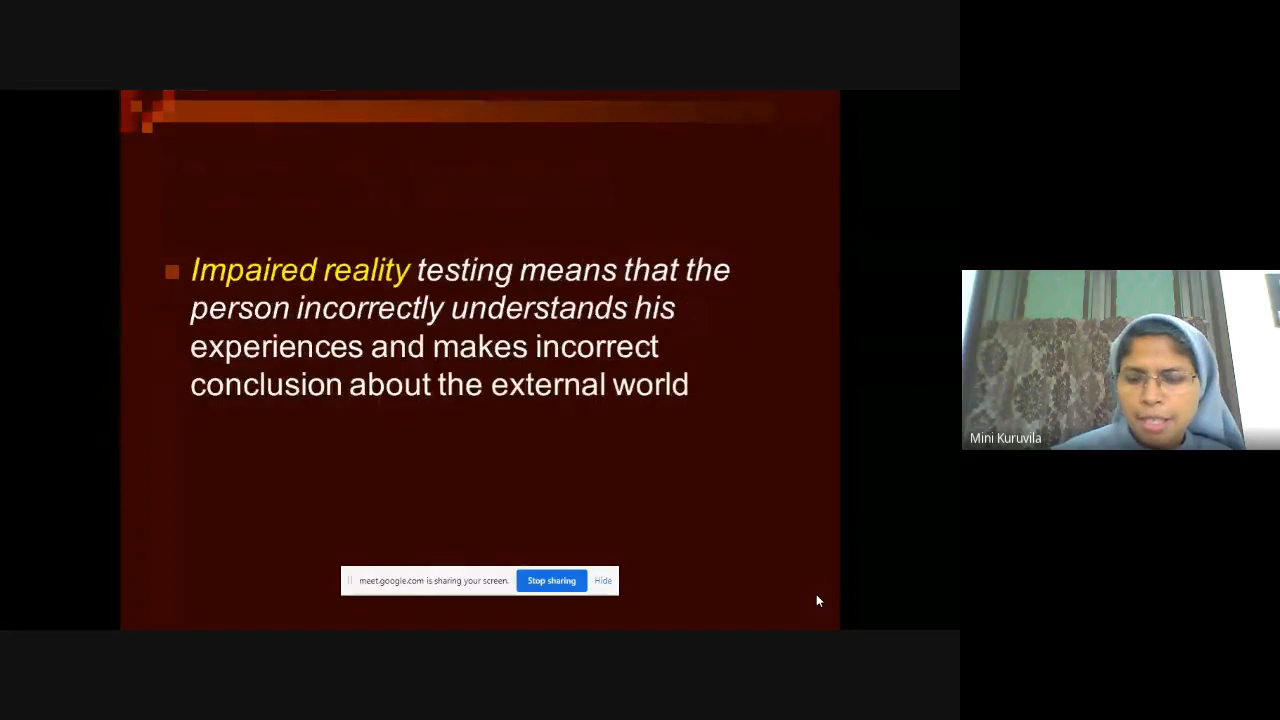 Impaired reality testing means that the
person incorrectly understands his
experiences and makes incorrect
conclusion about the external world
Mini Kuruvila
meet.google.com is sharing your screen.
Stop sharing
Hide